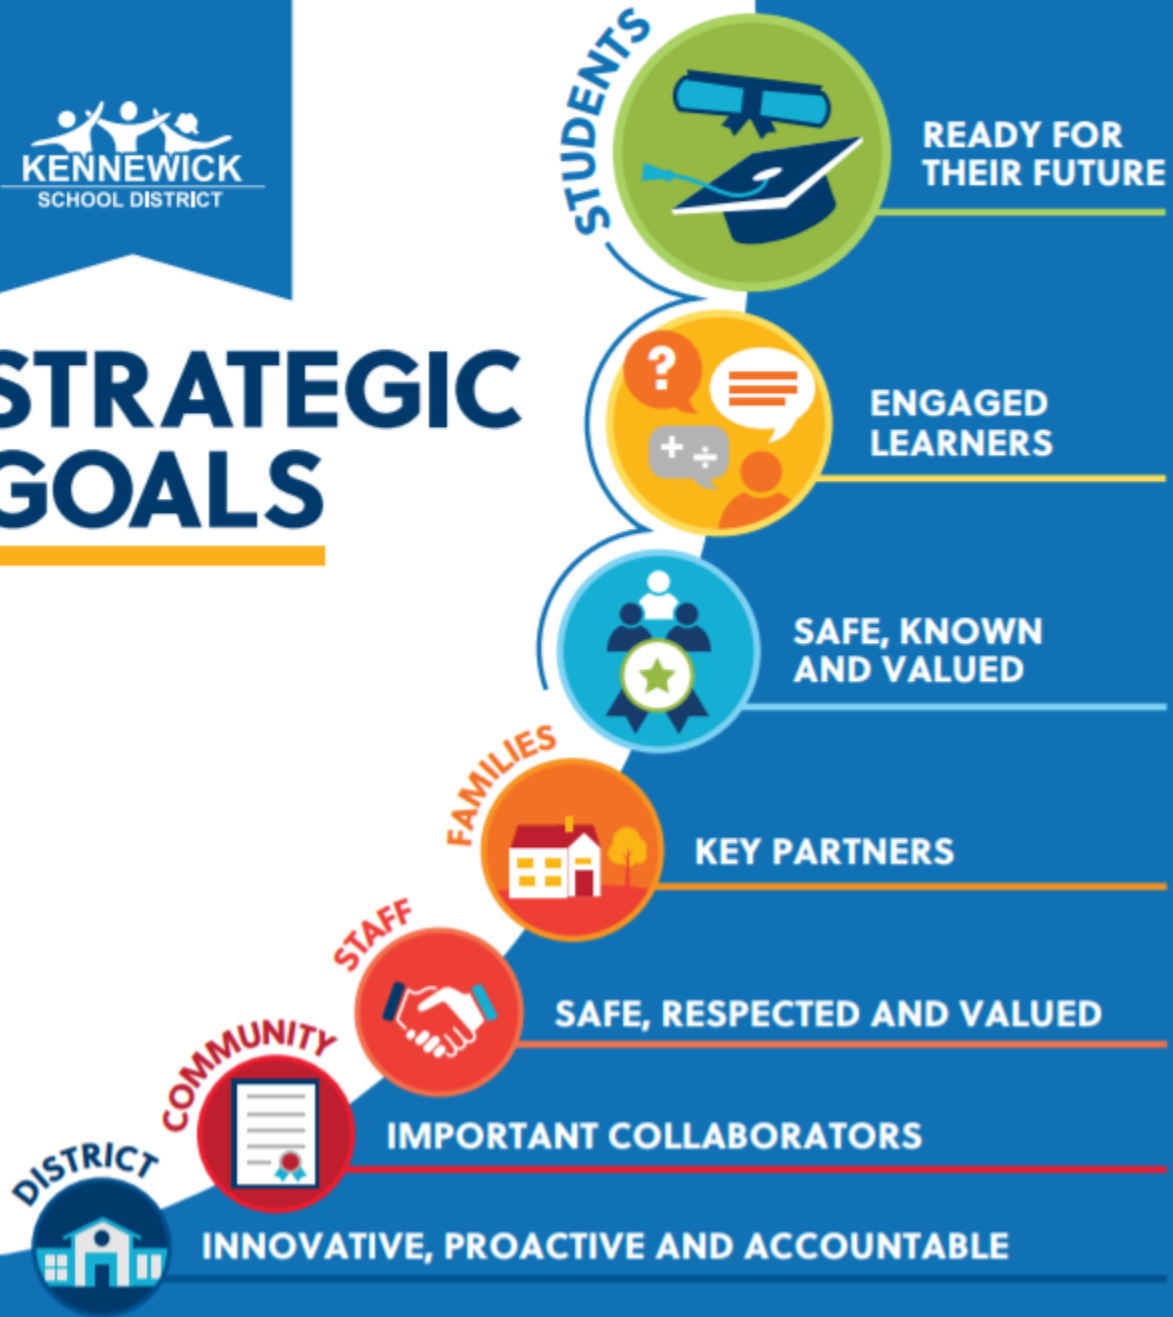 KENNEWICK
SCHOOL DISTRICT
STRATEGIC
GOALS
STUDENTS
READY FOR
THEIR FUTURE
?
ENGAGED
LEARNERS
+ ÷
SAFE, KNOWN
AND VALUED
FAMILIES
KEY PARTNERS
STAFF
SAFE, RESPECTED AND VALUED
COMMUNITY
IMPORTANT COLLABORATORS
DISTRICT
INNOVATIVE, PROACTIVE AND ACCOUNTABLE